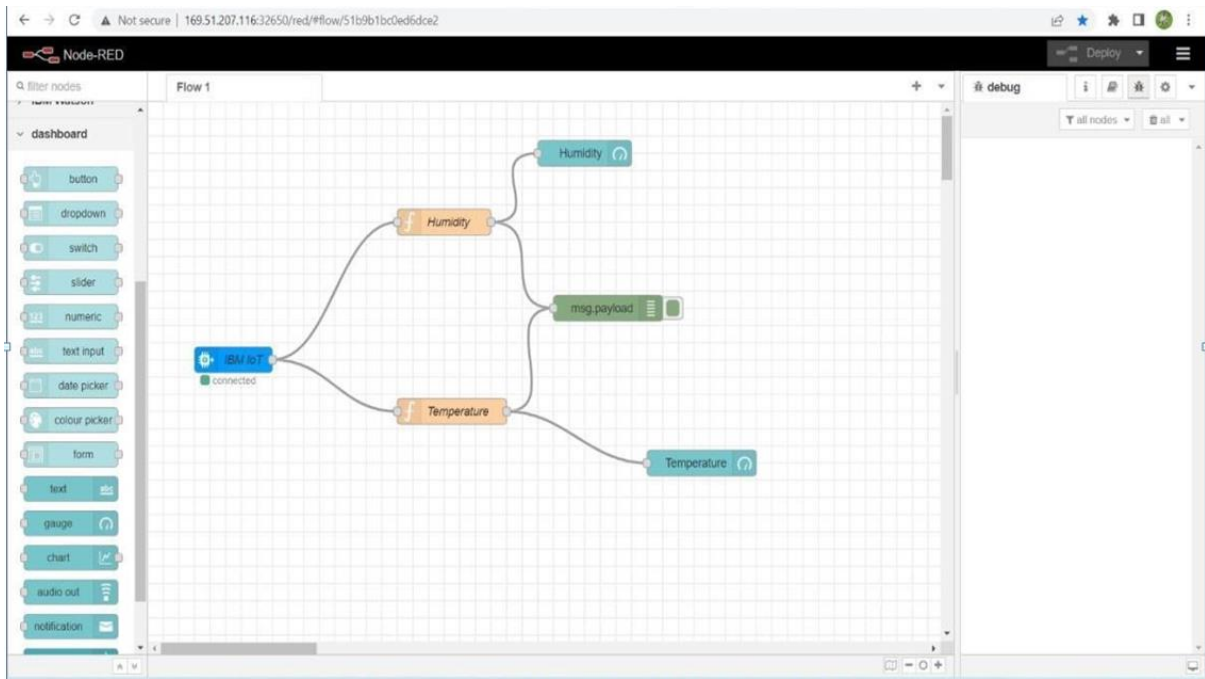 Not secure | 169.51.207.116:32650/red/#flow/51b9b1bc0ed6dce2
Node-RED
Deploy
filter nodes
Flow 1
debug
i
IBM Watson
all nodes
all
dashboard
button
dropdown
switch
slider
numeric
text input
date picker
colour picker
form
text
gauge
chart
audio out
notification
Humidity
Humidity
msg.payload
IBM IoT
connected
Temperature
Temperature